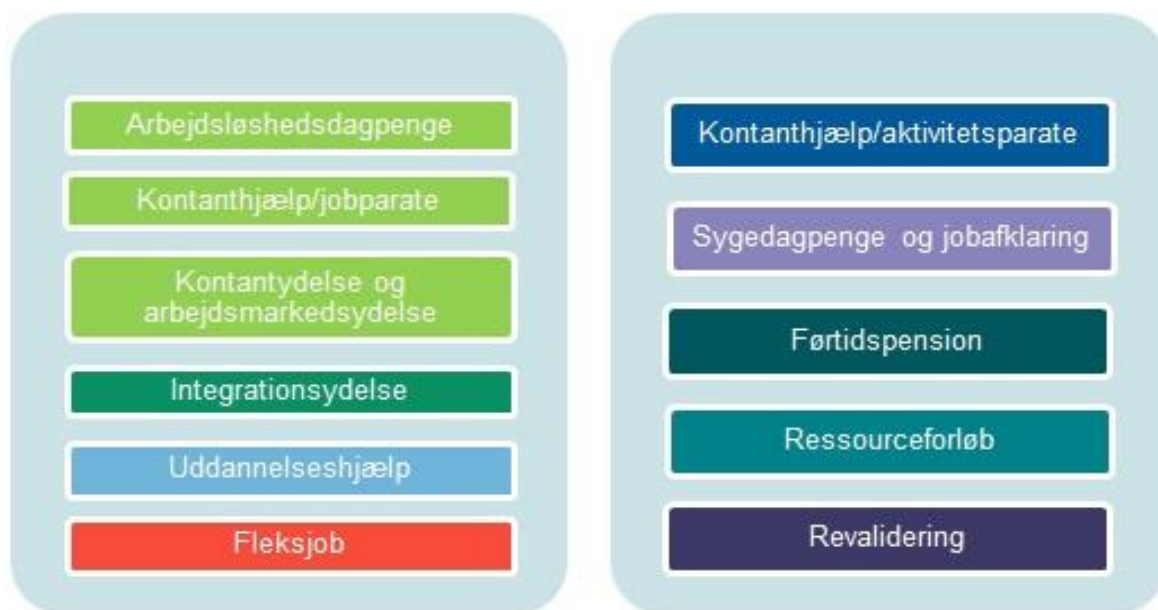 Arbejdsløshedsdagpenge
Kontanthjælp/jobparate
Kontantydelse og
arbejdsmarkedsydelse
Integrationsydelse
Uddannelseshjælp
Fleksjob
Kontanthjælp/aktivitetsparate
Sygedagpenge og jobafklaring
Førtidspension
Ressourceforløb
Revalidering